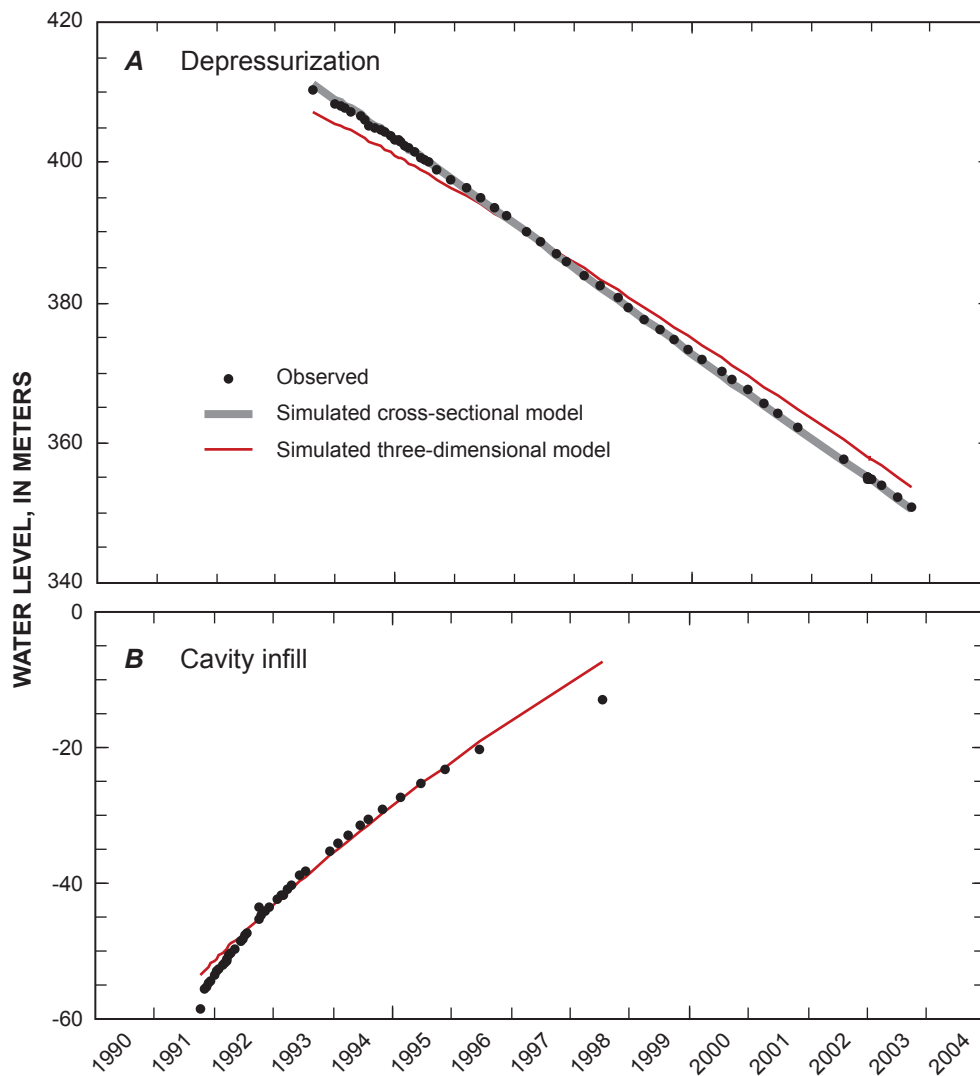 WATER LEVEL, IN METERS
420
400
380
360
340
A Depressurization
Observed
Simulated cross-sectional model
Simulated three-dimensional model
0
-20
-40
-60
B Cavity infill
1990 1991 1992 1993 1994 1995 1996 1997 1998 1999 2000 2001 2002 2003 2004